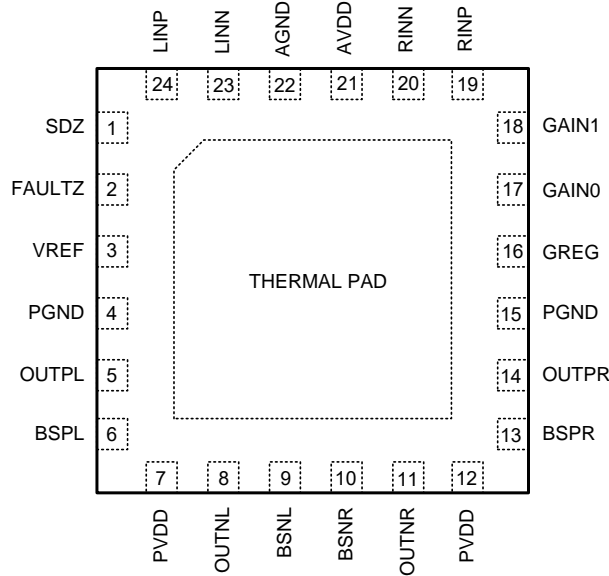 LINP LINN AGND AVDD RINN RINP
24 23 22 21 20 19
SDZ 1 18 GAIN1
FAULTZ 2 17 GAIN0
VREF 3 16 GREG
THERMAL PAD
PGND 4 15 PGND
OUTPL 5 14 OUTPR
BSPL 6 13 BSPR
7 8 9 10 11 12
PVDD OUTNL BSNL BSNR OUTNR PVDD